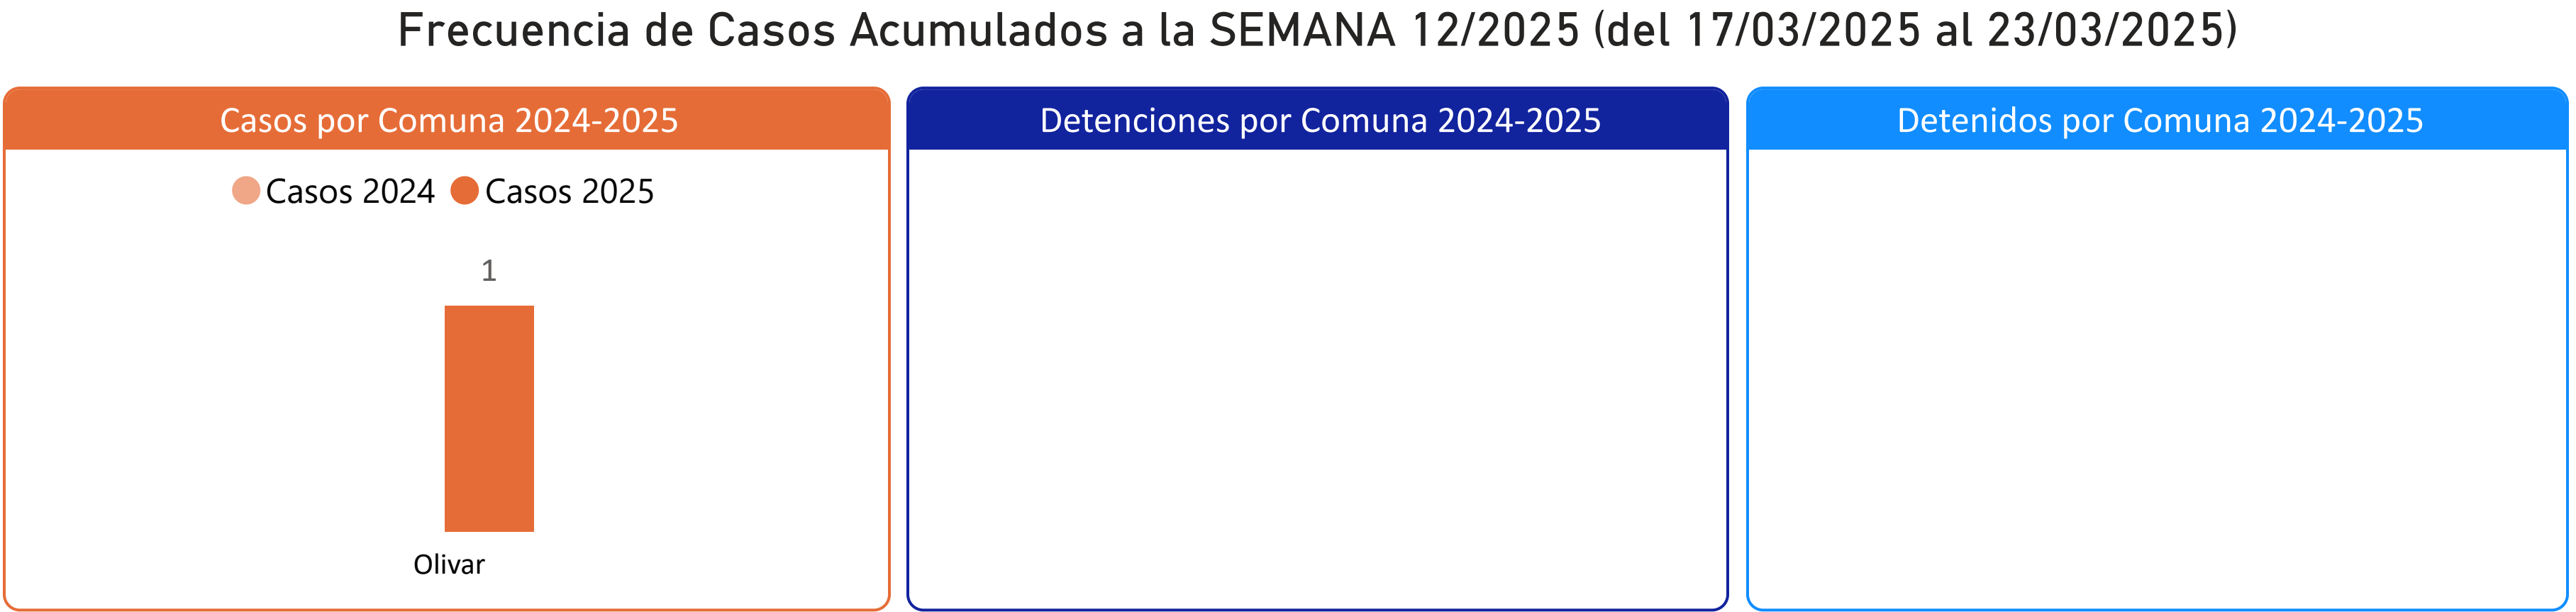 Frecuencia de Casos Acumulados a la SEMANA 12/2025 (del 17/03/2025 al 23/03/2025)
Casos por Comuna 2024-2025
Casos 2024 Casos 2025
1
Olivar
Detenciones por Comuna 2024-2025
Detenidos por Comuna 2024-2025